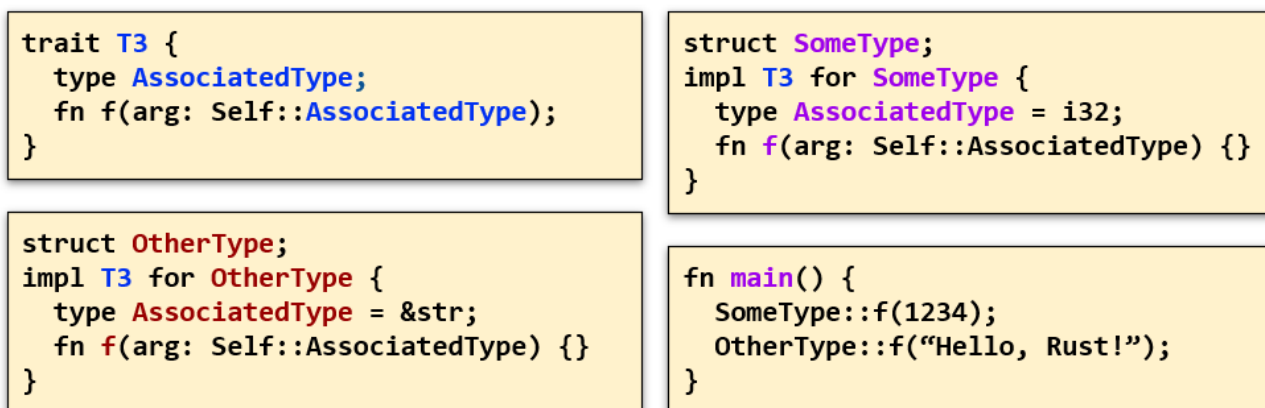 trait T3 {
type AssociatedType;
fn f(arg: Self::AssociatedType);
}
struct OtherType;
impl T3 for OtherType {
type AssociatedType = &str;
fn f(arg: Self::AssociatedType) {}
}
struct SomeType;
impl T3 for SomeType {
type AssociatedType = i32;
fn f(arg: Self::AssociatedType) {}
}
fn main() {
SomeType::f(1234);
OtherType::f(“Hello, Rust!”);
}